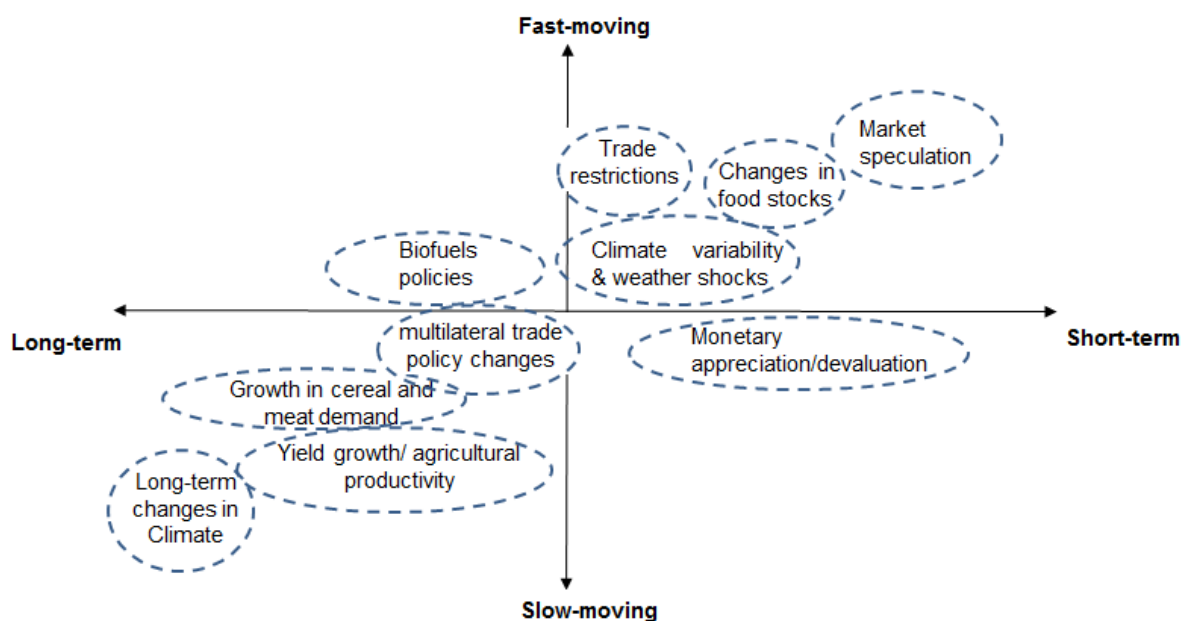 Fast-moving
Market
speculation
Trade
restrictions
Changes in
food stocks
Biofuels
policies
Climate variability
& weather shocks
Long-term
Short-term
multilateral trade
policy changes
Monetary
appreciation/devaluation
Growth in cereal and
meat demand
Yield growth/ agricultural
productivity
Long-term
changes in
Climate
Slow-moving